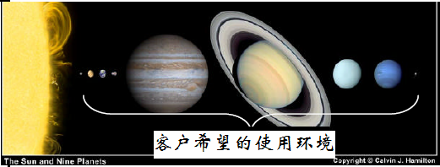 客户希望的使用环境
The Sun and Nine Planets
Copyright © Calvin J. Hamilton